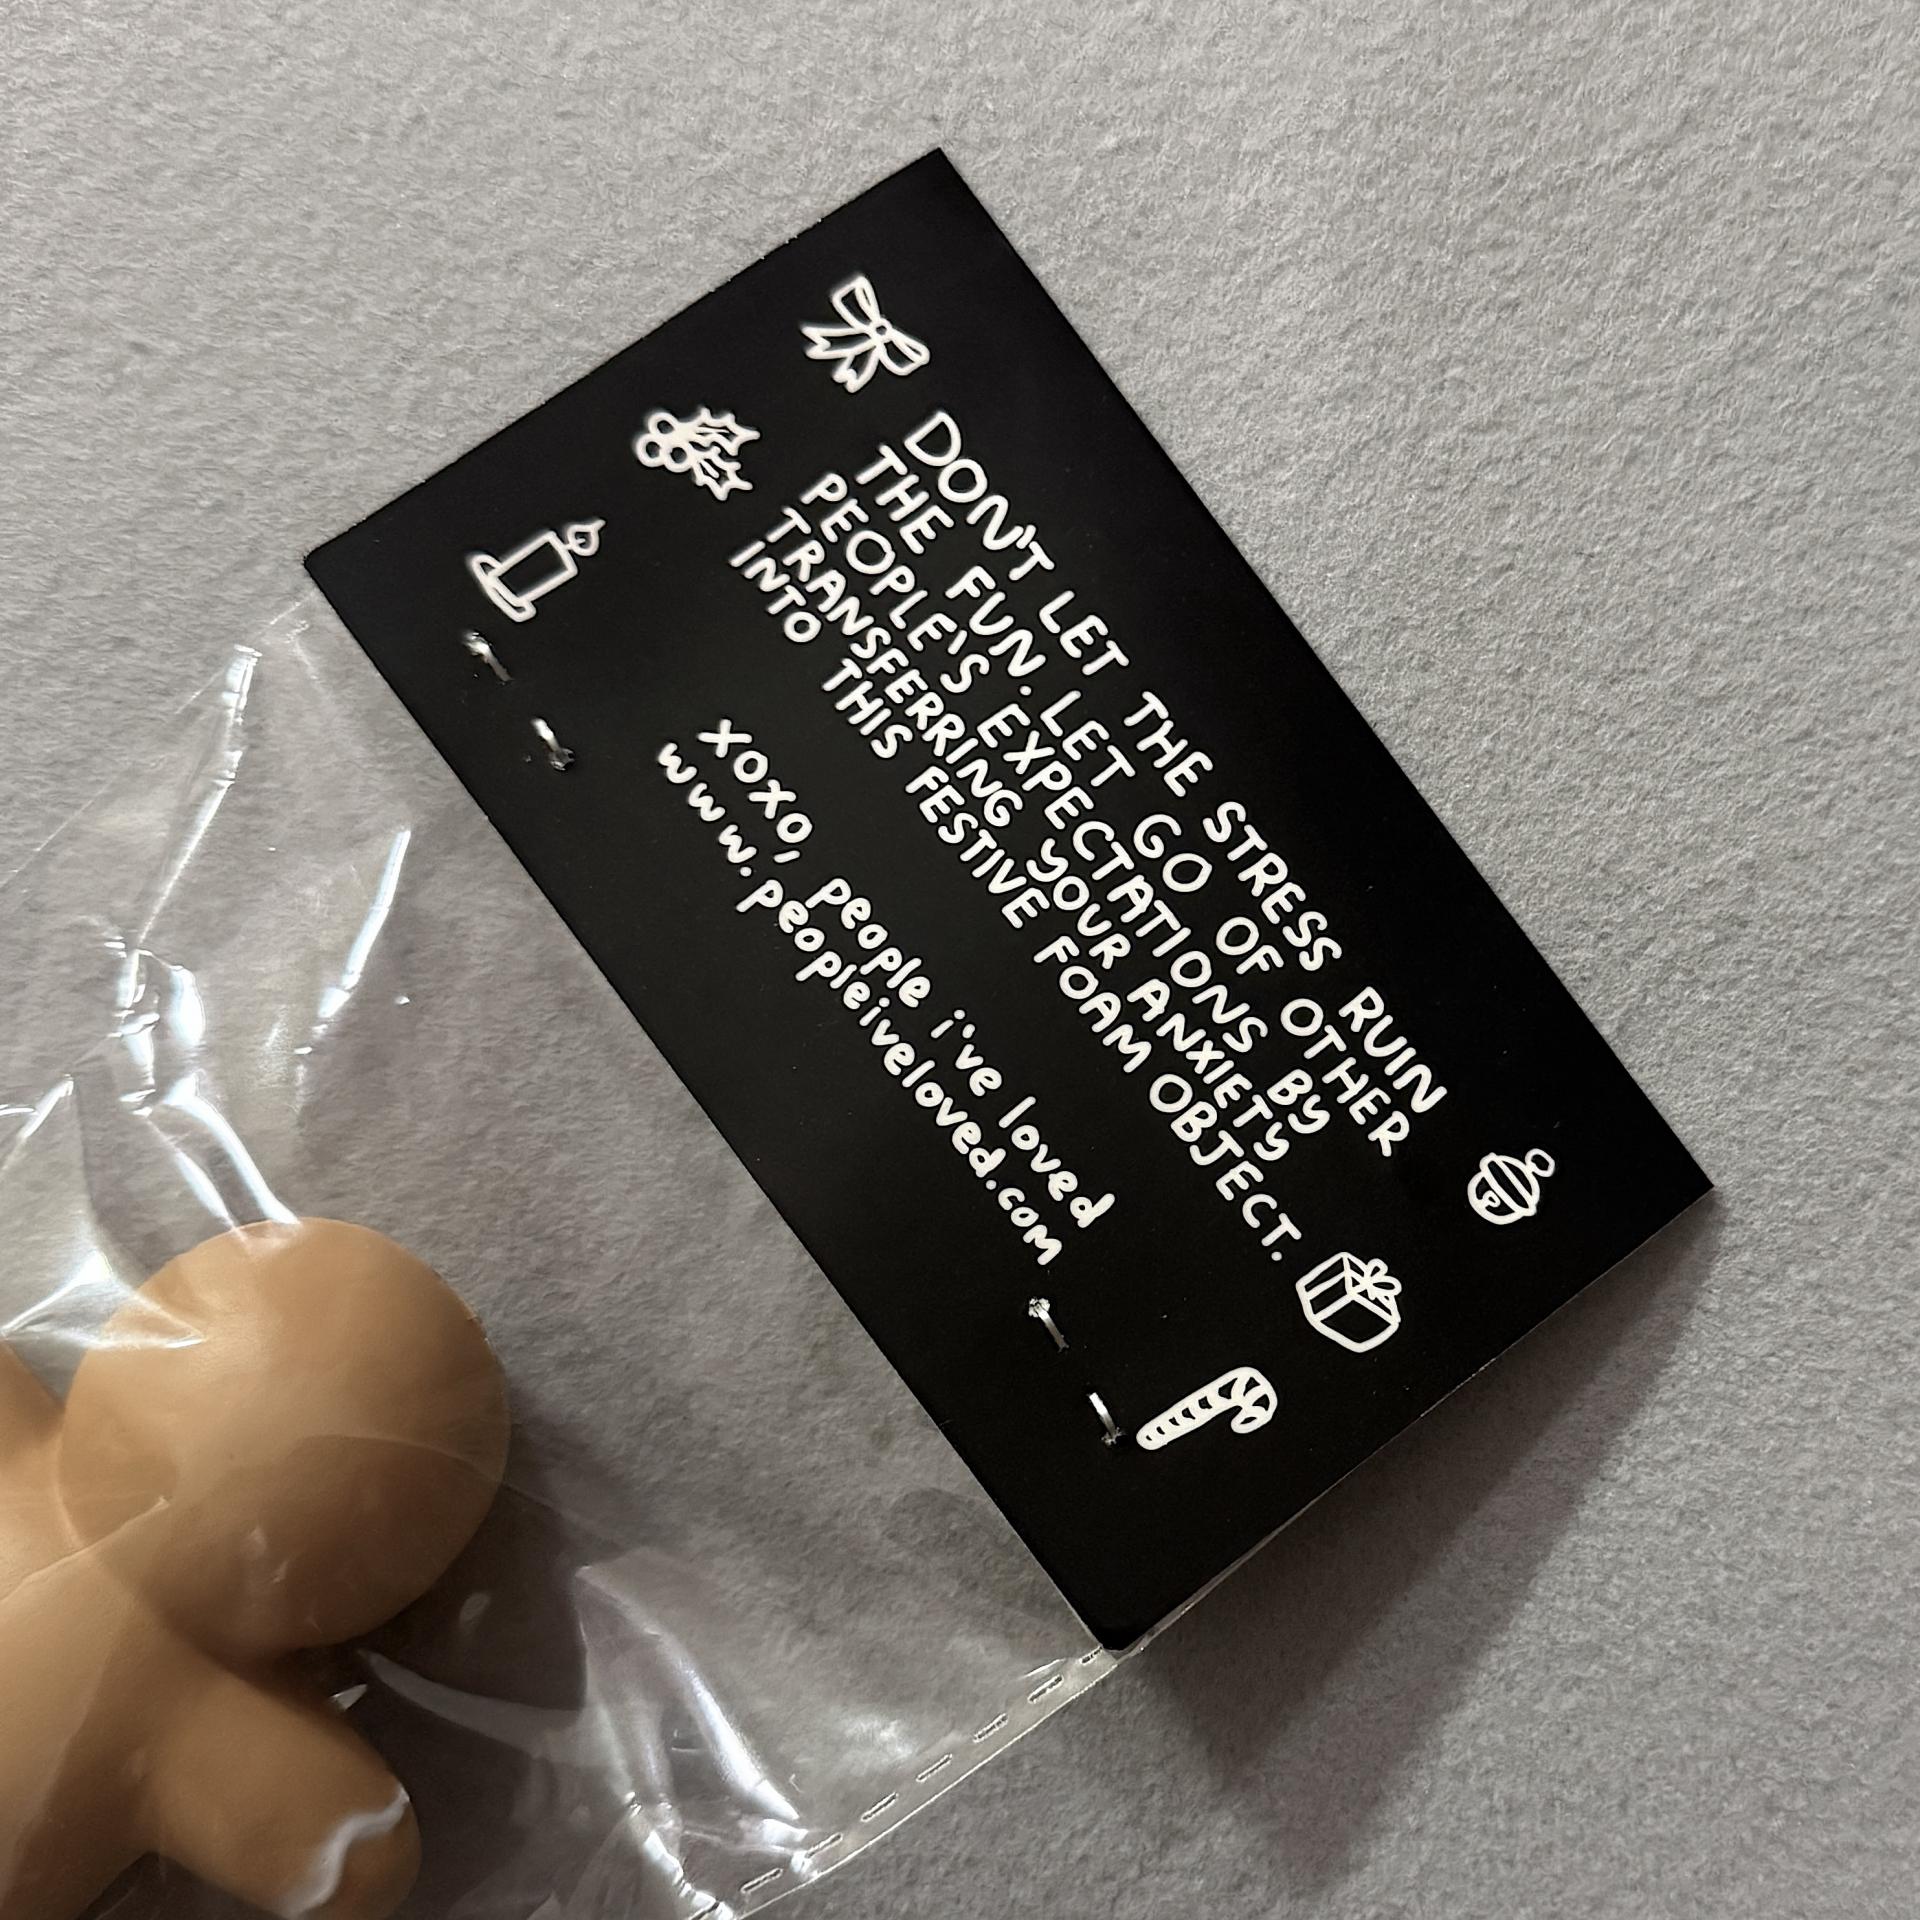 DON'T LET THE STRESS RUIN
THE FUN. LET GO OF OTHER
PEOPLE'S EXPECTATIONS BY
TRANSFERRING YOUR ANXIETY
INTO THIS FESTIVE FOAM OBJECT.
xoxo, people i've loved
www.peopleiveloved.com